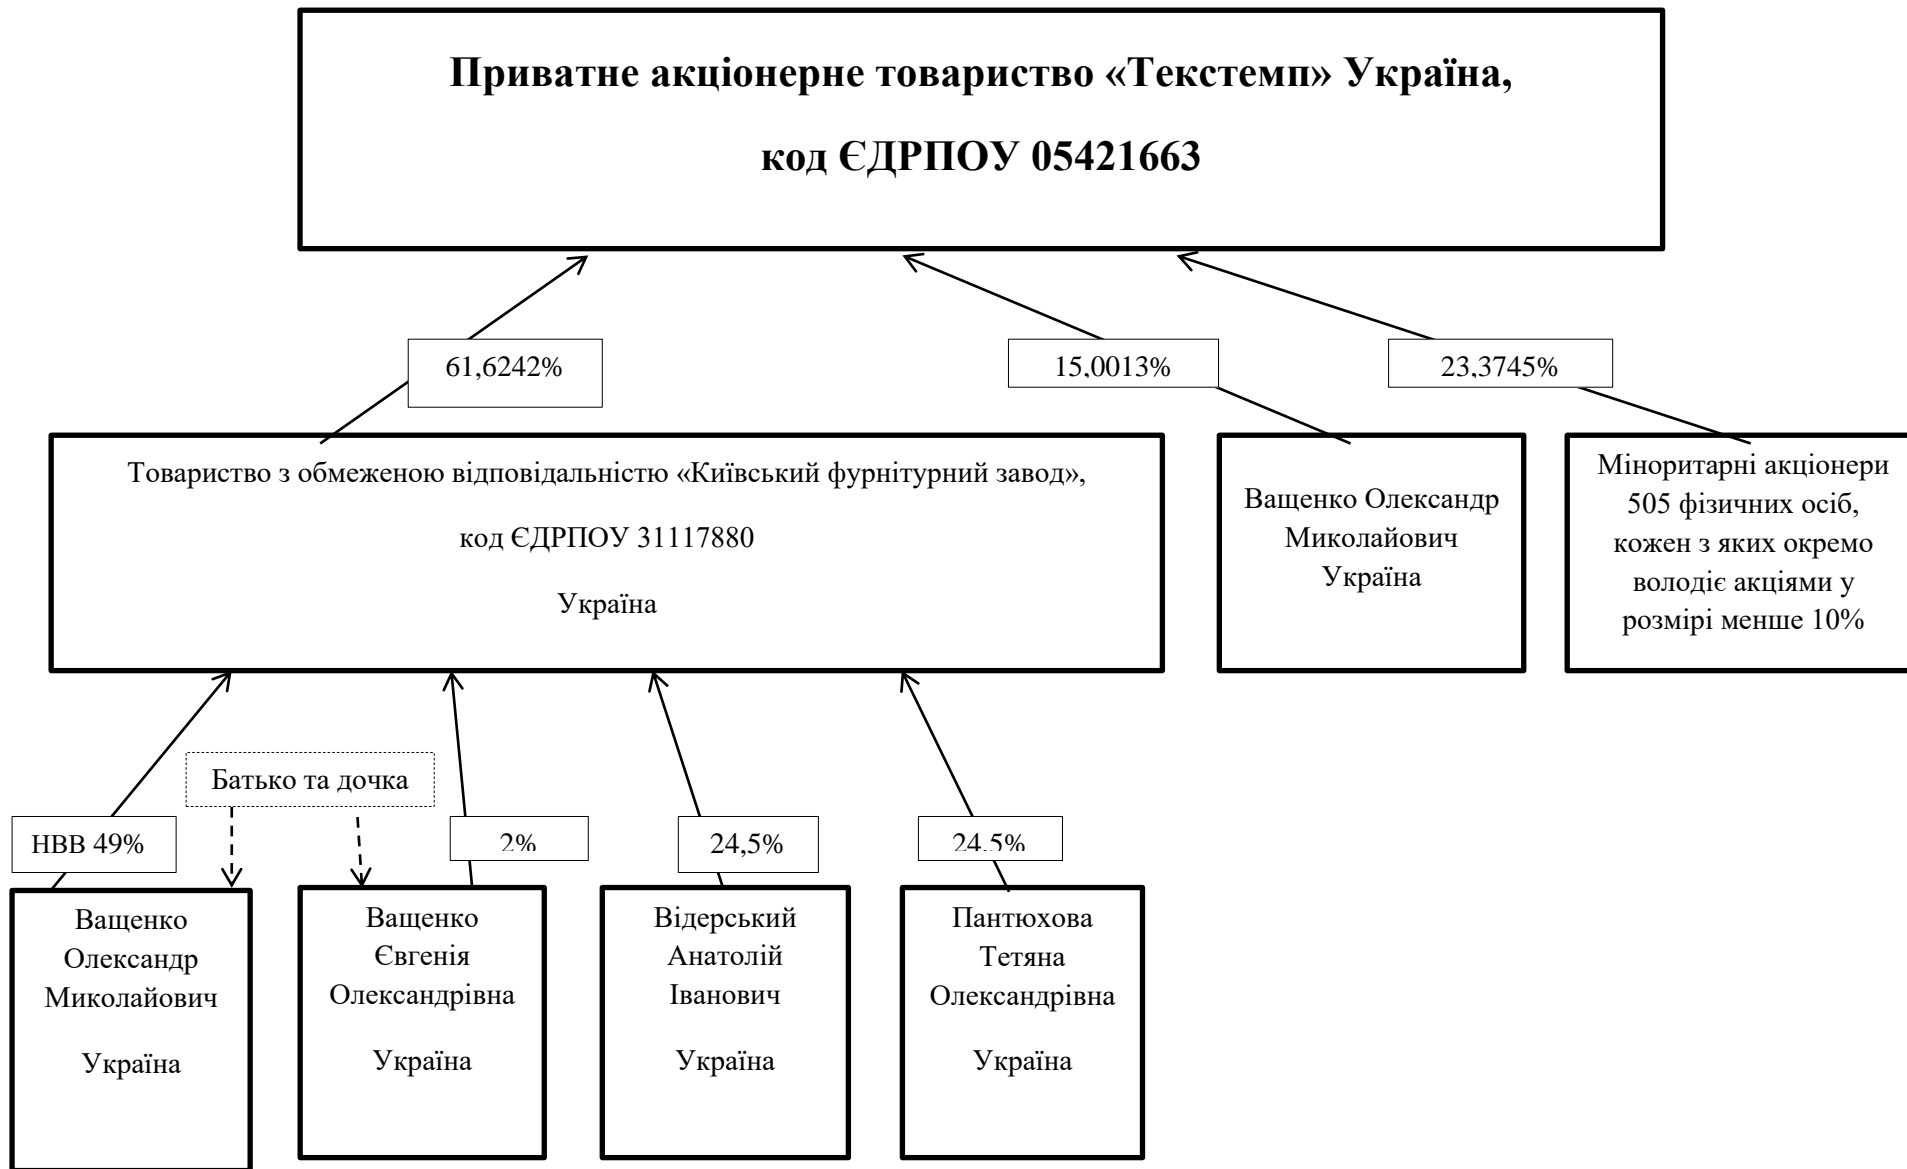 Приватне акціонерне товариство «Текстемп» Україна,
код ЄДРПОУ 05421663
61,6242%
15,0013%
23,3745%
Товариство з обмеженою відповідальністю «Київський фурнітурний завод»,
код ЄДРПОУ 31117880
Україна
Ващенко Олександр
Миколайович
Україна
Міноритарні акціонери
505 фізичних осіб,
кожен з яких окремо
володіє акціями у
розмірі менше 10%
Батько та дочка
НВВ 49%
2%
24,5%
24,5%
Ващенко
Олександр
Миколайович
Україна
Ващенко
Євгенія
Олександрівна
Україна
Відерський
Анатолій
Іванович
Україна
Пантюхова
Тетяна
Олександрівна
Україна